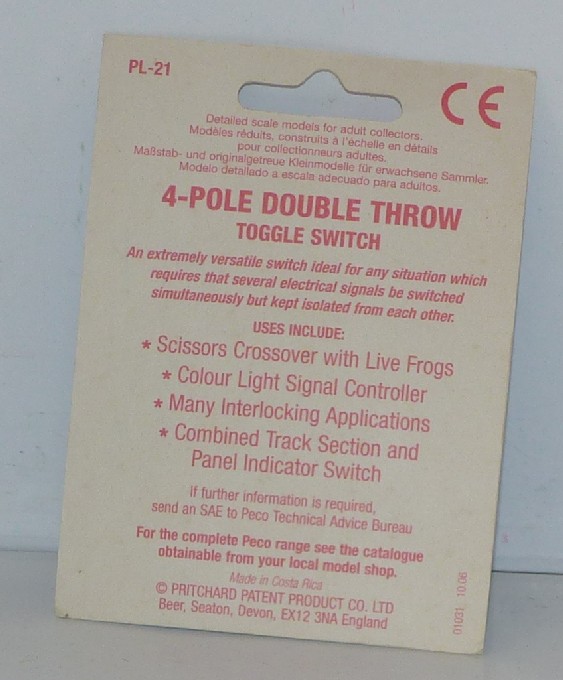 PL-21
CE
Detailed scale models for adult collectors.
Modèles réduits, construits à l'échelle en détails
pour collectionneurs adultes.
Maßstab- und originalgetreue Kleinmodelle für erwachsene Sammler.
Modelo detallado a escala adecuado para adultos.
4-POLE DOUBLE THROW
TOGGLE SWITCH
An extremely versatile switch ideal for any situation which
requires that several electrical signals be switched
simultaneously but kept isolated from each other.
USES INCLUDE:
* Scissors Crossover with Live Frogs
* Colour Light Signal Controller
* Many Interlocking Applications
* Combined Track Section and
Panel Indicator Switch
If further information is required,
send an SAE to Peco Technical Advice Bureau
For the complete Peco range see the catalogue
obtainable from your local model shop.
Made in Costa Rica
© PRITCHARD PATENT PRODUCT CO. LTD
Beer, Seaton, Devon, EX12 3NA England
01031 10.06